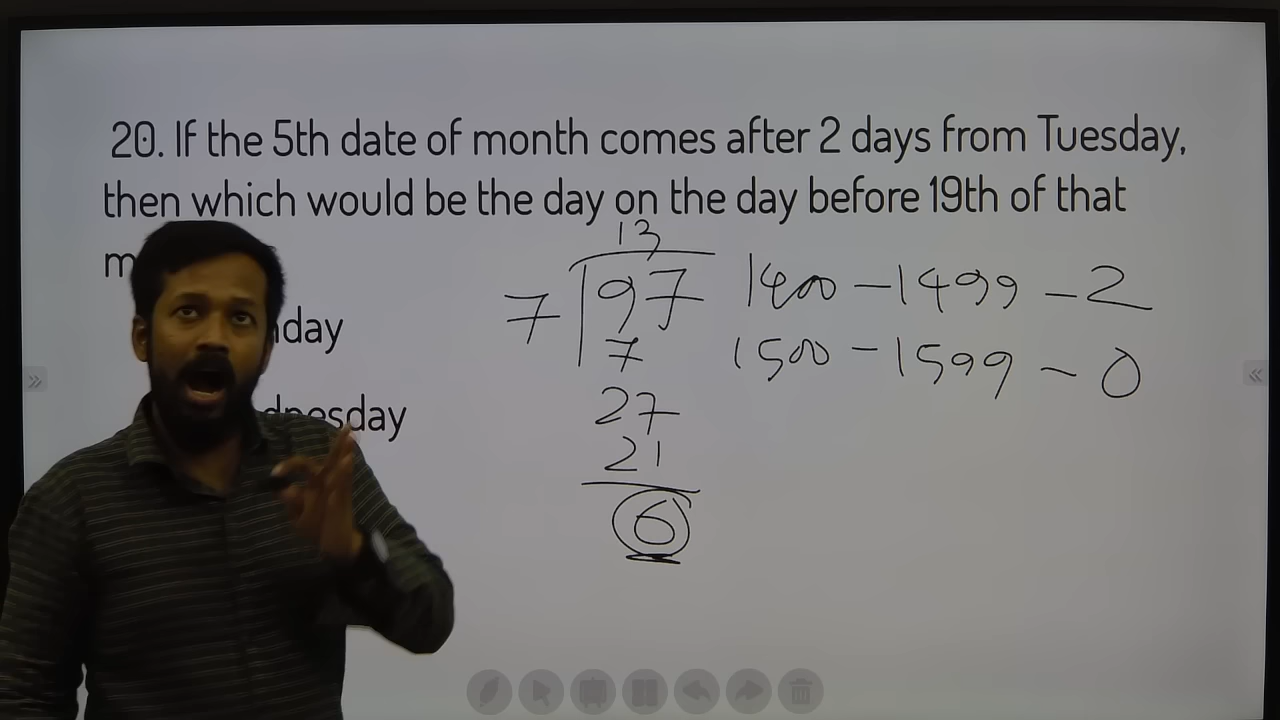 20. If the 5th date of month comes after 2 days from Tuesday,
then which would be the day on the day before 19th of that
13
7 97 1400 - 1499 - 2
7 1500 - 1599 - 0
27
21
6